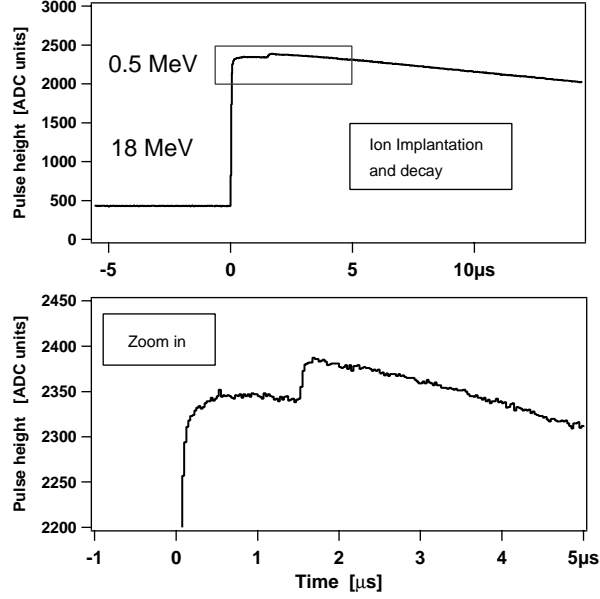 3000
2500
2000
1500
1000
500
0
Pulse height [ADC units]
0.5 MeV
18 MeV
Ion Implantation
and decay
-5 0 5 10μs
2450
2400
2350
2300
2250
2200
Pulse height [ADC units]
Zoom in
-1 0 1 2 3 4 5μs
Time [μs]